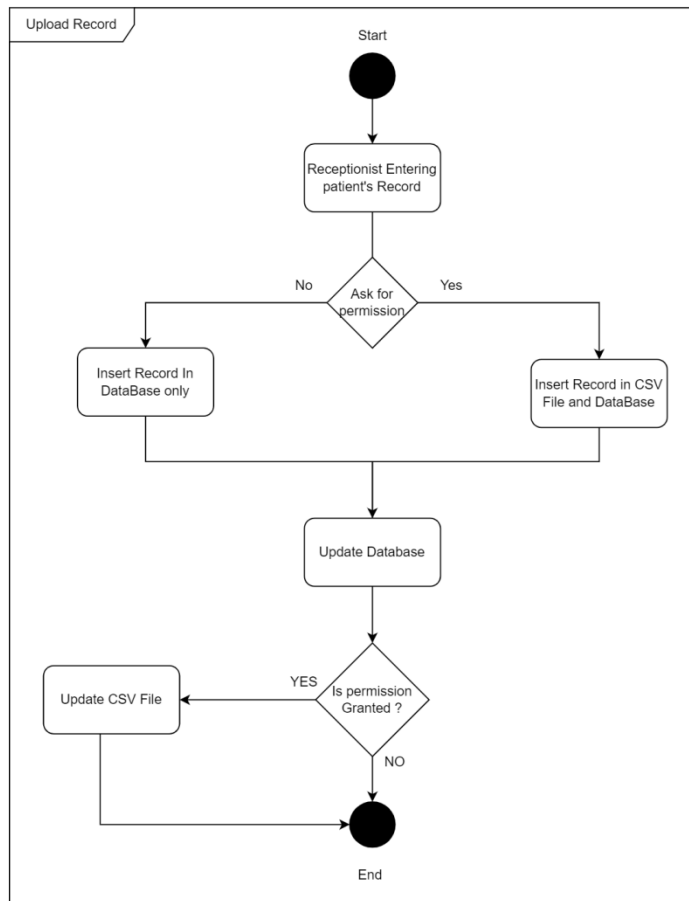 Upload Record
Start
Receptionist Entering
patient's Record
No
Ask for
permission
Yes
Insert Record In
DataBase only
Insert Record in CSV
File and DataBase
Update Database
YES
Is permission
Granted ?
Update CSV File
NO
End